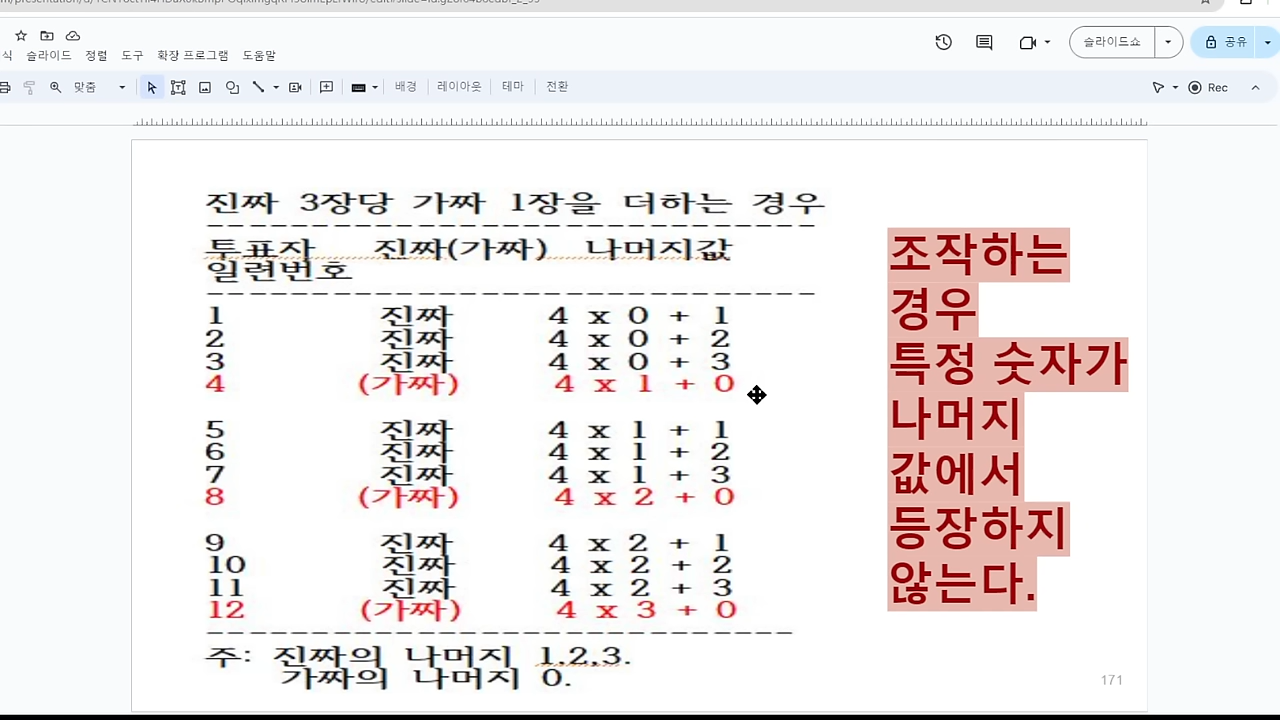 식 슬라이드 정렬 도구 확장 프로그램 도움말
슬라이드쇼
공유
맞춤
배경 레이아웃 테마 전환
Rec
진짜 3장당 가짜 1장을 더하는 경우
투표자 진짜(가짜) 나머지값
일련번호
1 진짜 4 x 0 + 1
2 진짜 4 x 0 + 2
3 진짜 4 x 0 + 3
4 (가짜) 4 x 1 + 0
5 진짜 4 x 1 + 1
6 진짜 4 x 1 + 2
7 진짜 4 x 1 + 3
8 (가짜) 4 x 2 + 0
9 진짜 4 x 2 + 1
10 진짜 4 x 2 + 2
11 진짜 4 x 2 + 3
12 (가짜) 4 x 3 + 0
주: 진짜의 나머지 1,2,3.
가짜의 나머지 0.
조작하는
경우
특정 숫자가
나머지
값에서
등장하지
않는다.
171